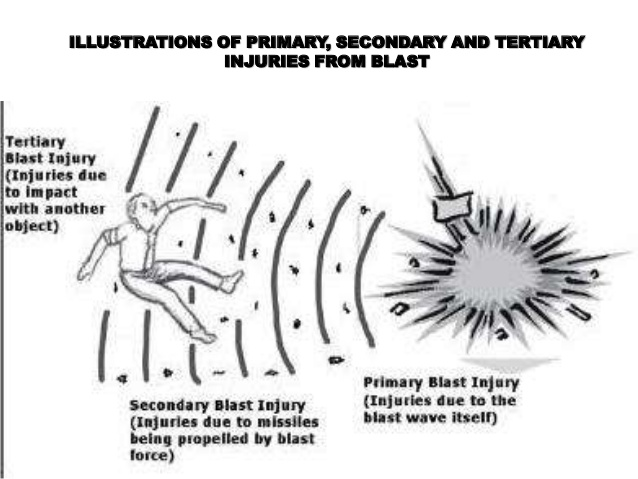 ILLUSTRATIONS OF PRIMARY, SECONDARY AND TERTIARY
INJURIES FROM BLAST
Tertiary
Blast Injury
(Injuries due
to impact
with another
object)
Secondary Blast Injury
(Injuries due to missiles
being propelled by blast
force)
Primary Blast Injury
(Injuries due to the
blast wave itself)